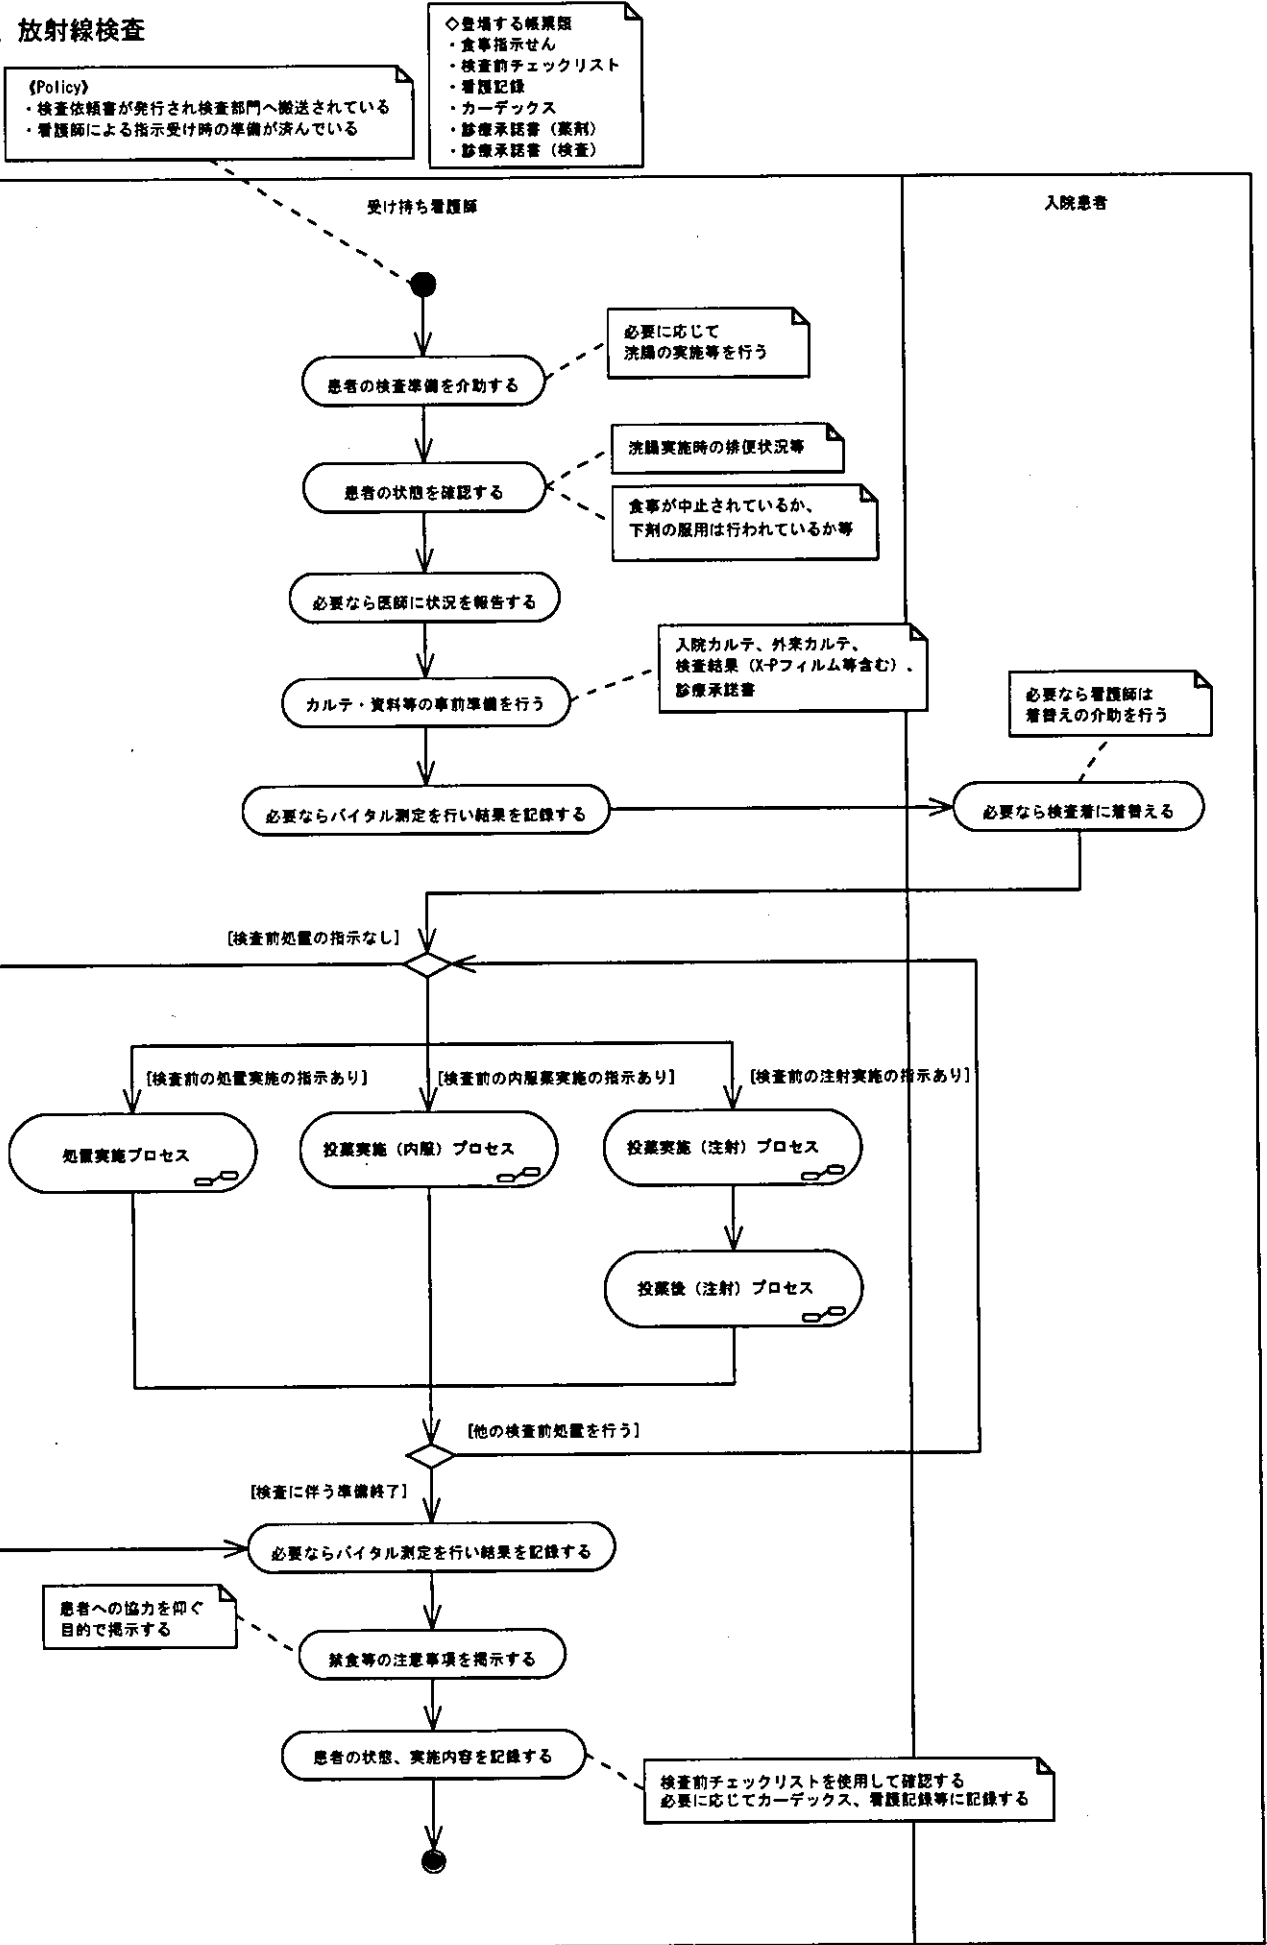 放射線検査
◇登場する帳票類
・食事指示せん
・検査前チェックリスト
・看護記録
・カーデックス
・診療承諾書（薬剤）
・診療承諾書（検査）
《Policy》
・検査依頼書が発行され検査部門へ搬送されている
・看護師による指示受け時の準備が済んでいる
受け持ち看護師
入院患者
必要に応じて
浣腸の実施等を行う
患者の検査準備を介助する
浣腸実施時の排便状況等
患者の状態を確認する
食事が中止されているか、
下剤の服用は行われているか等
必要なら医師に状況を報告する
入院カルテ、外来カルテ、
検査結果（X-Pフィルム等含む）、
診療承諾書
カルテ・資料等の事前準備を行う
必要なら看護師は
着替えの介助を行う
必要ならバイタル測定を行い結果を記録する
必要なら検査着に着替える
[検査前処置の指示なし]
[検査前の処置実施の指示あり]
[検査前の内服薬実施の指示あり]
[検査前の注射実施の指示あり]
処置実施プロセス
投薬実施（内服）プロセス
投薬実施（注射）プロセス
投薬後（注射）プロセス
[他の検査前処置を行う]
[検査に伴う準備終了]
必要ならバイタル測定を行い結果を記録する
患者への協力を仰ぐ
目的で掲示する
禁食等の注意事項を掲示する
患者の状態、実施内容を記録する
検査前チェックリストを使用して確認する
必要に応じてカーデックス、看護記録等に記録する